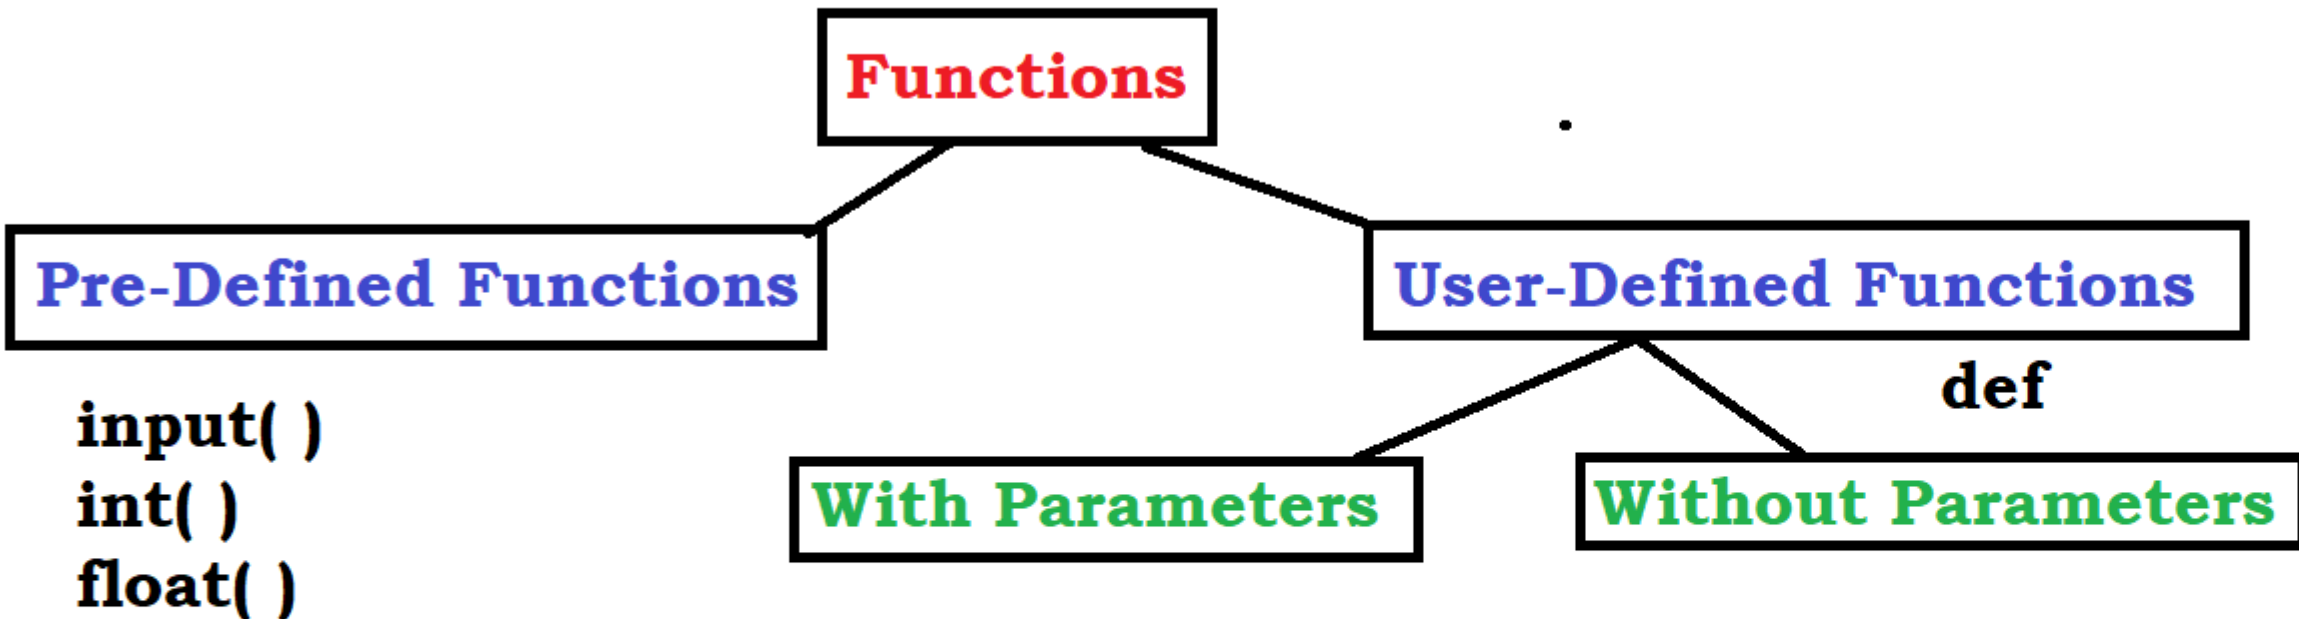 Functions
Pre-Defined Functions
User-Defined Functions
def
input( )
int( )
float( )
With Parameters
Without Parameters